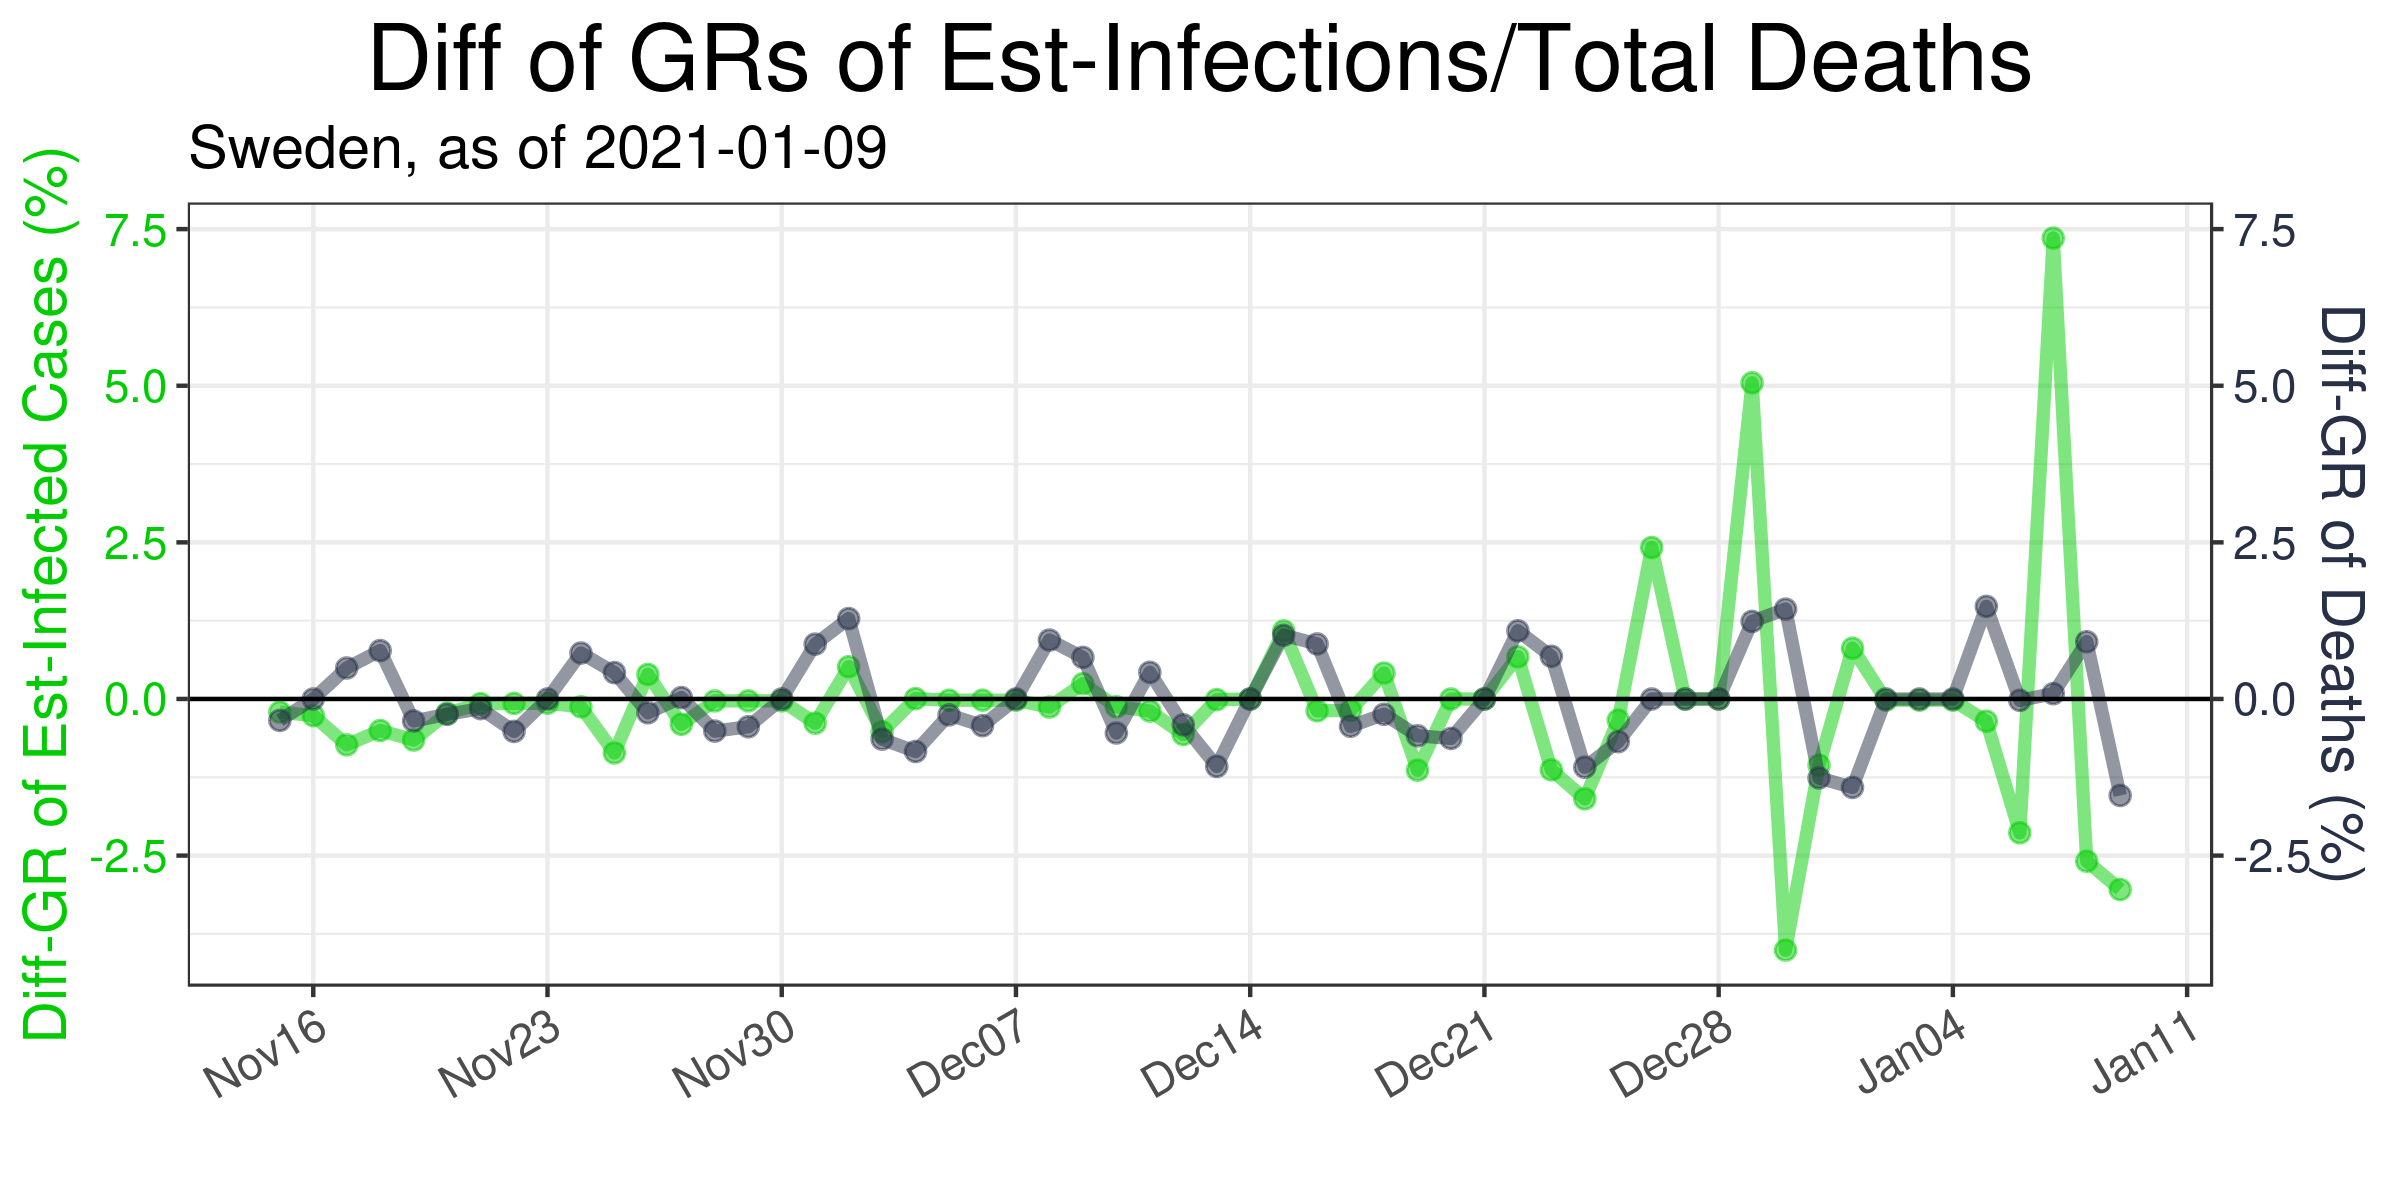 Diff of GRs of Est-Infections/Total Deaths
Sweden, as of 2021-01-09
Diff-GR of Est-Infected Cases (%)
7.5
5.0
2.5
0.0
-2.5
7.5
5.0
2.5
0.0
-2.5
Diff-GR of Deaths (%)
Nov16
Nov23
Nov30
Dec07
Dec14
Dec21
Dec28
Jan04
Jan11